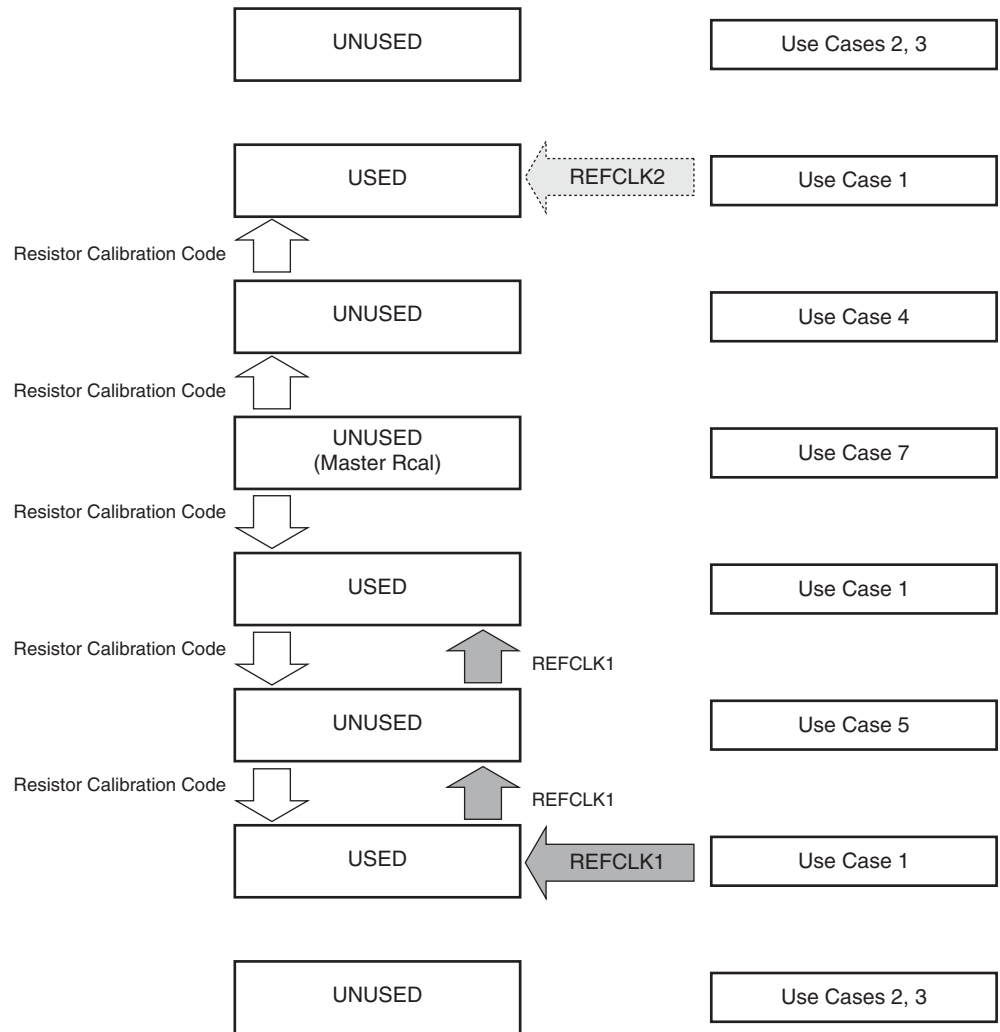 UNUSED
Use Cases 2, 3
USED
REFCLK2
Use Case 1
Resistor Calibration Code
UNUSED
Use Case 4
Resistor Calibration Code
UNUSED
(Master Rcal)
Use Case 7
Resistor Calibration Code
USED
Use Case 1
Resistor Calibration Code
REFCLK1
UNUSED
Use Case 5
Resistor Calibration Code
REFCLK1
USED
REFCLK1
Use Case 1
UNUSED
Use Cases 2, 3